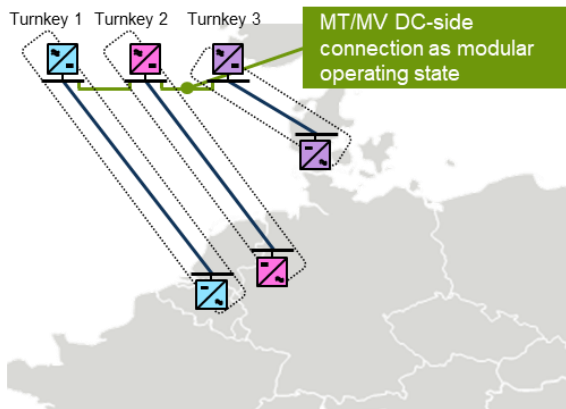 Turnkey 1 Turnkey 2 Turnkey 3
MT/MV DC-side
connection as modular
operating state